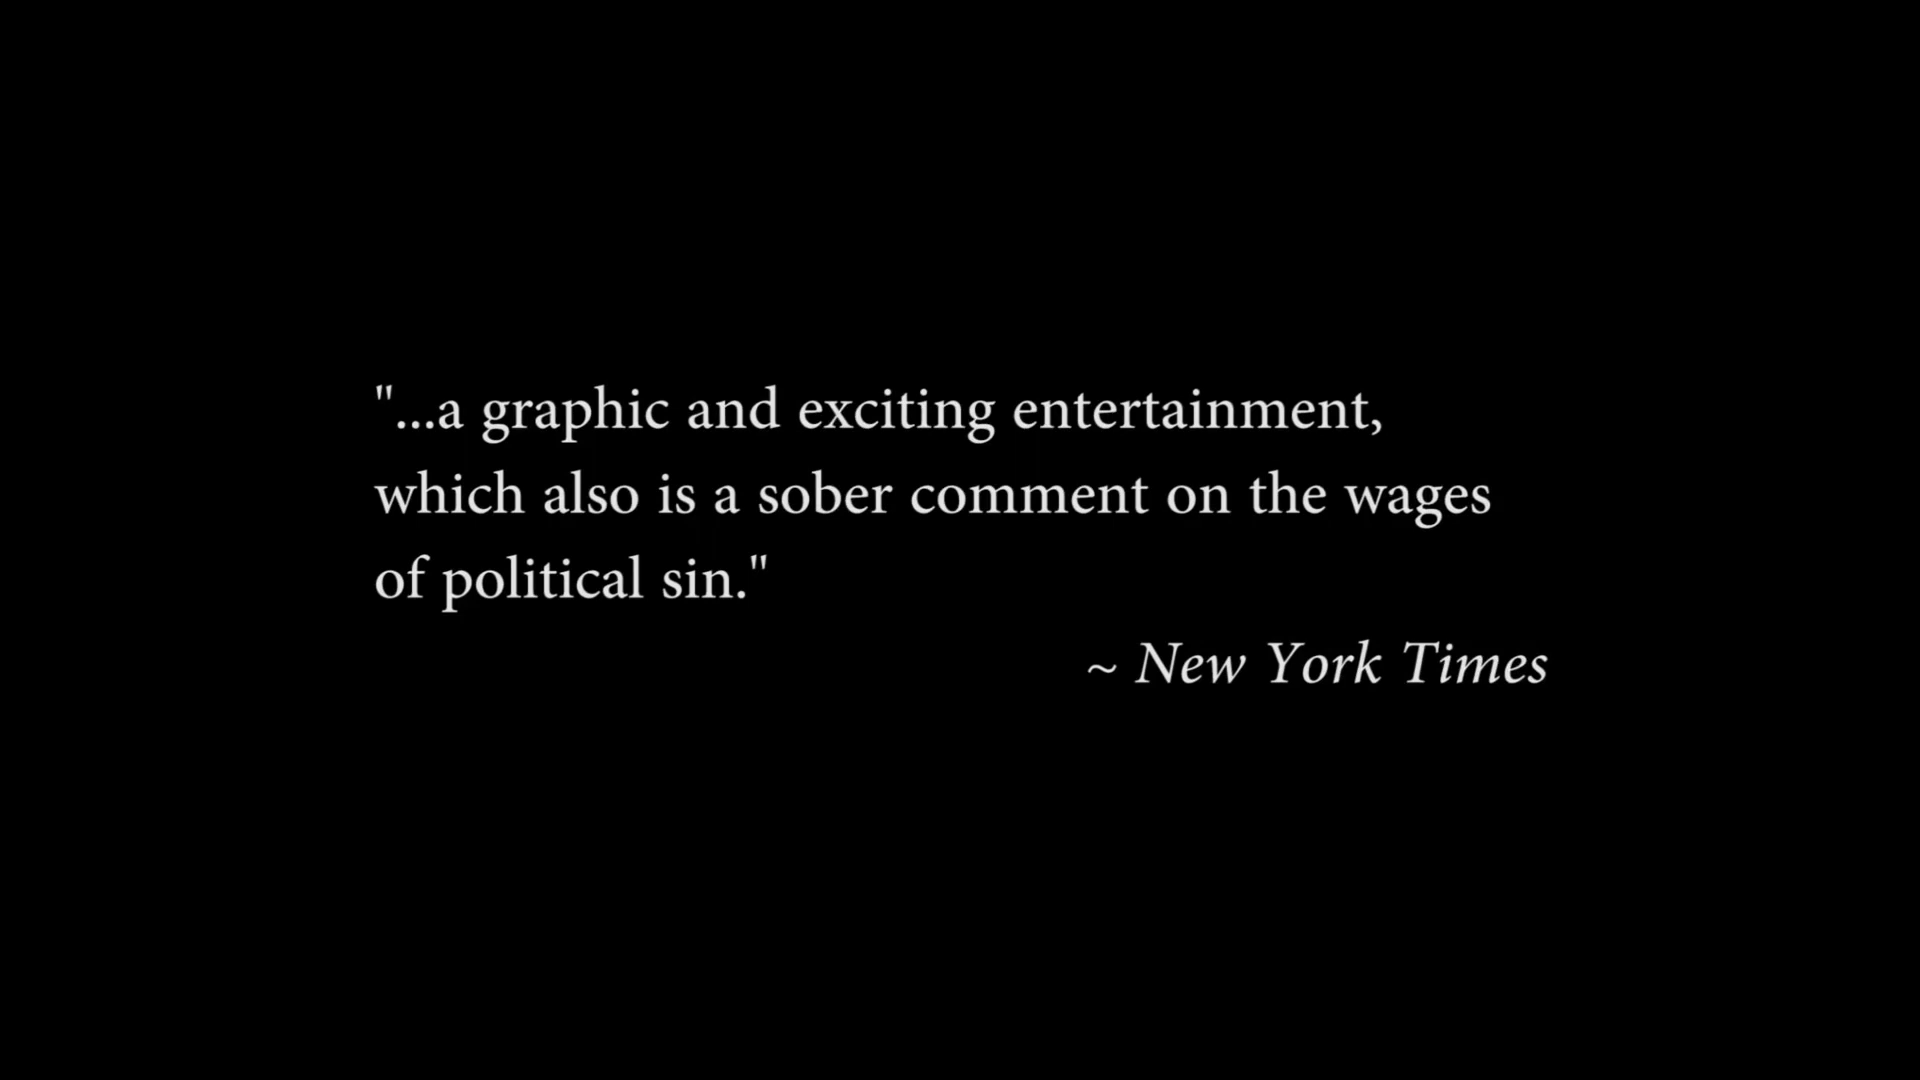 "...a graphic and exciting entertainment,
which also is a sober comment on the wages
of political sin."
~ New York Times